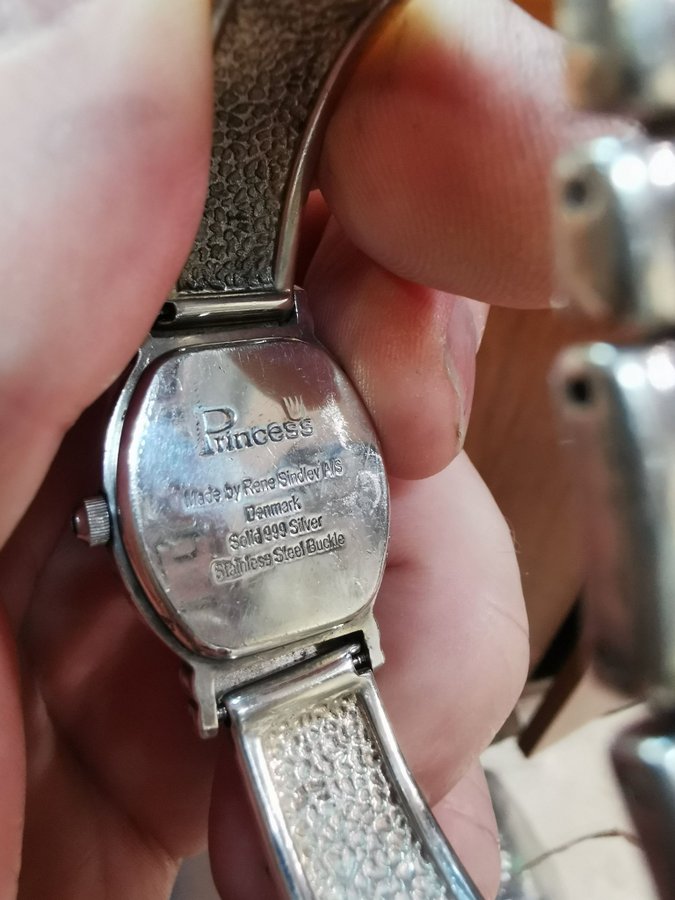 Princess
Made by Rene Sindlev A/S
Denmark
Solid 999 Silver
Stainless Steel Buckle